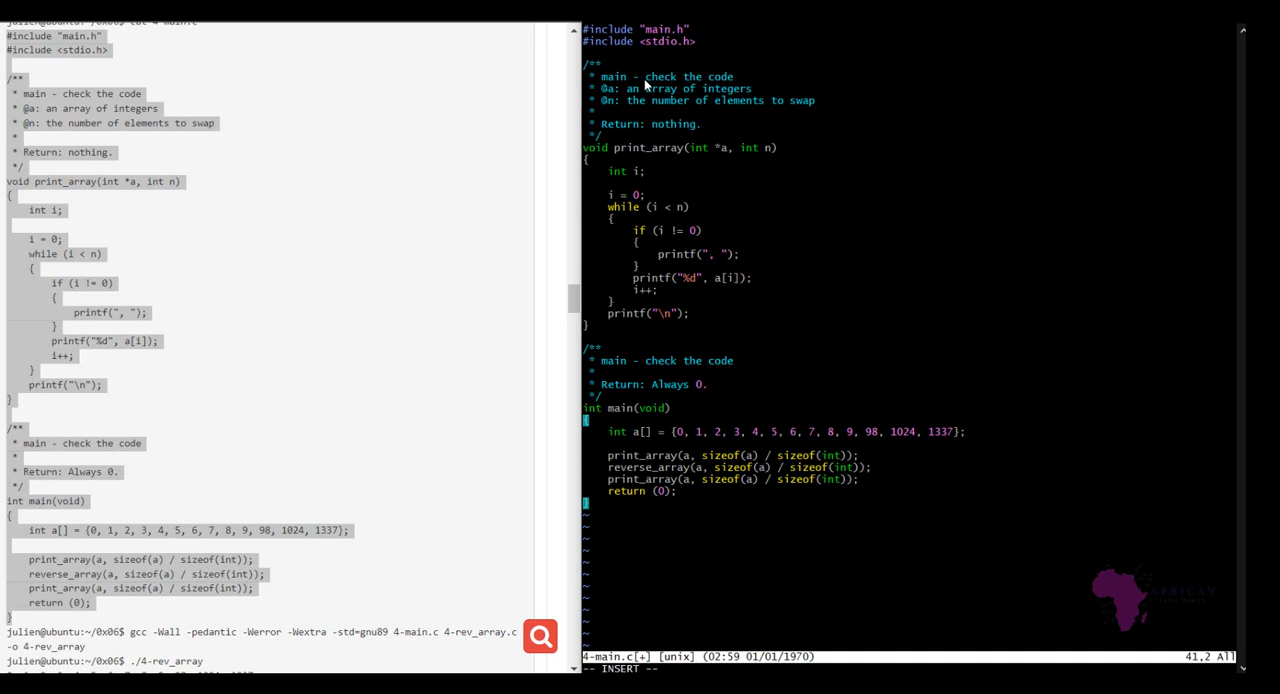 julien@ubuntu:~/0x06$ cat 4-main.c
#include "main.h"
#include <stdio.h>
/**
 * main - check the code
 * @a: an array of integers
 * @n: the number of elements to swap
 *
 * Return: nothing.
 */
void print_array(int *a, int n)
{
    int i;
    i = 0;
    while (i < n)
    {
        if (i != 0)
        {
            printf(", ");
        }
        printf("%d", a[i]);
        i++;
    }
    printf("\n");
}
/**
 * main - check the code
 *
 * Return: Always 0.
 */
int main(void)
{
    int a[] = {0, 1, 2, 3, 4, 5, 6, 7, 8, 9, 98, 1024, 1337};
    print_array(a, sizeof(a) / sizeof(int));
    reverse_array(a, sizeof(a) / sizeof(int));
    print_array(a, sizeof(a) / sizeof(int));
    return (0);
}
julien@ubuntu:~/0x06$ gcc -Wall -pedantic -Werror -Wextra -std=gnu89 4-main.c 4-rev_array.c
-o 4-rev_array
julien@ubuntu:~/0x06$ ./4-rev_array
#include "main.h"
#include <stdio.h>
/**
 * main - check the code
 * @a: an array of integers
 * @n: the number of elements to swap
 *
 * Return: nothing.
 */
void print_array(int *a, int n)
{
    int i;
    i = 0;
    while (i < n)
    {
        if (i != 0)
        {
            printf(", ");
        }
        printf("%d", a[i]);
        i++;
    }
    printf("\n");
}
/**
 * main - check the code
 *
 * Return: Always 0.
 */
int main(void)
{
    int a[] = {0, 1, 2, 3, 4, 5, 6, 7, 8, 9, 98, 1024, 1337};
    print_array(a, sizeof(a) / sizeof(int));
    reverse_array(a, sizeof(a) / sizeof(int));
    print_array(a, sizeof(a) / sizeof(int));
    return (0);
}
~
~
~
~
~
~
~
~
~
~
~
~
AFRICAN
4-main.c[+] [unix] (02:59 01/01/1970) 41,2 All
-- INSERT --